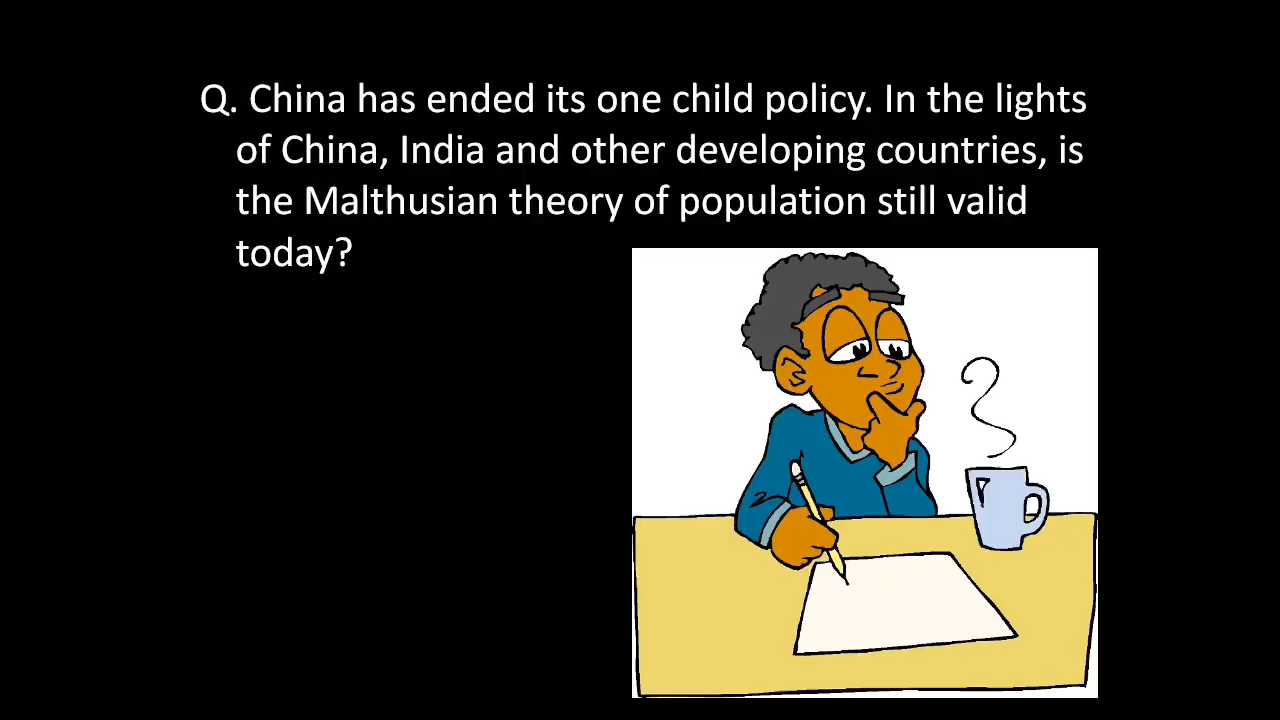 Q. China has ended its one child policy. In the lights
of China, India and other developing countries, is
the Malthusian theory of population still valid
today?